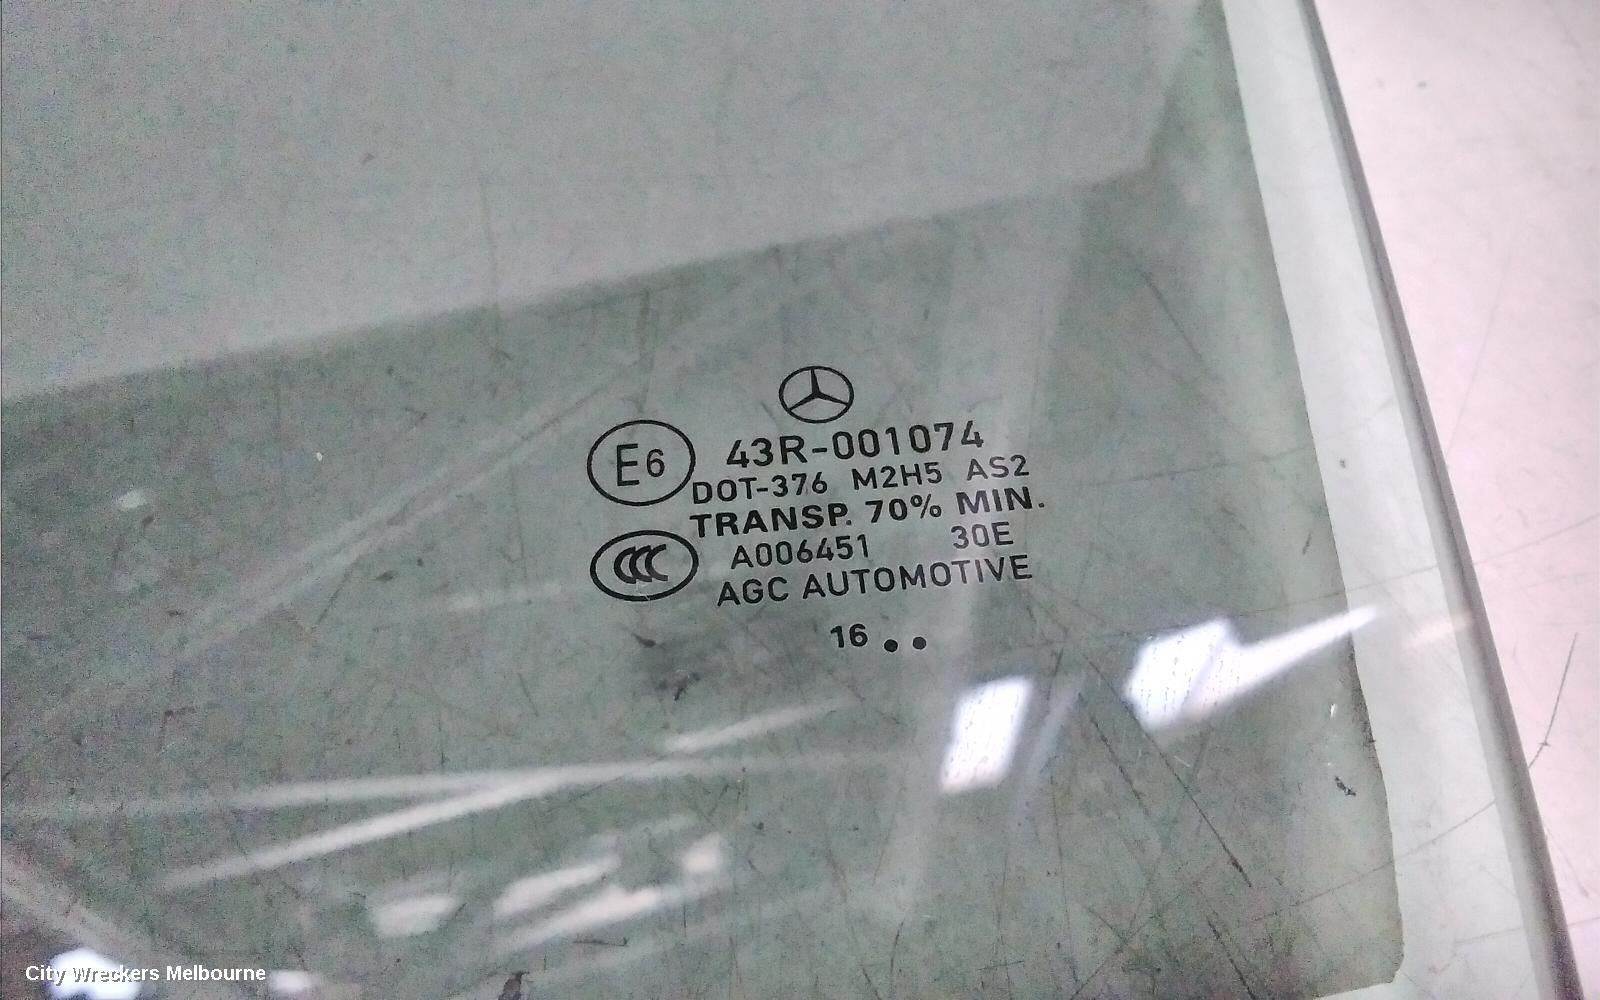 E6
43R-001074
DOT-376 M2H5 AS2
TRANSP. 70% MIN.
CCC
A006451 30E
AGC AUTOMOTIVE
16 ••
City Wreckers Melbourne